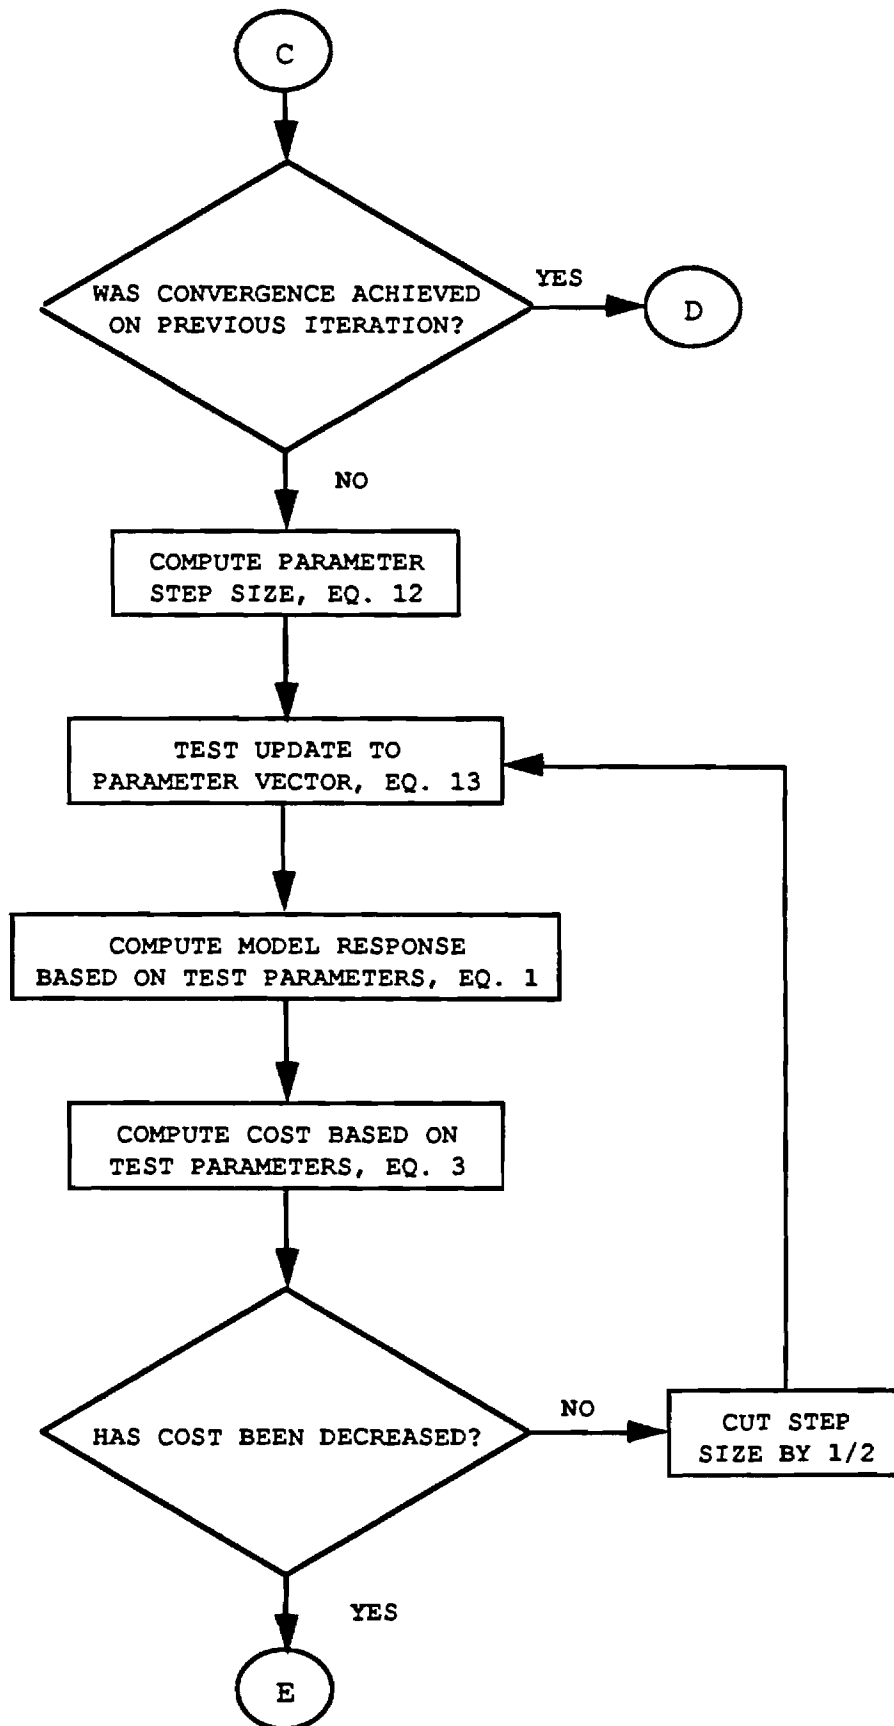 C
WAS CONVERGENCE ACHIEVED
ON PREVIOUS ITERATION?
YES
D
NO
COMPUTE PARAMETER
STEP SIZE, EQ. 12
TEST UPDATE TO
PARAMETER VECTOR, EQ. 13
COMPUTE MODEL RESPONSE
BASED ON TEST PARAMETERS, EQ. 1
COMPUTE COST BASED ON
TEST PARAMETERS, EQ. 3
HAS COST BEEN DECREASED?
NO
CUT STEP
SIZE BY 1/2
YES
E